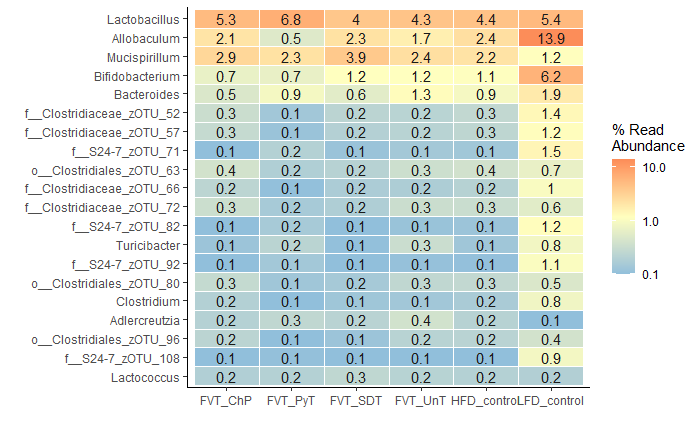 Lactobacillus 5.3 6.8 4 4.3 4.4 5.4
Allobaculum 2.1 0.5 2.3 1.7 2.4 13.9
Mucispirillum 2.9 2.3 3.9 2.4 2.2 1.2
Bifidobacterium 0.7 0.7 1.2 1.2 1.1 6.2
Bacteroides 0.5 0.9 0.6 1.3 0.9 1.9
f__Clostridiaceae_zOTU_52 0.3 0.1 0.2 0.2 0.3 1.4
f__Clostridiaceae_zOTU_57 0.3 0.1 0.2 0.2 0.3 1.2
f__S24-7_zOTU_71 0.1 0.2 0.1 0.1 0.1 1.5
o__Clostridiales_zOTU_63 0.4 0.2 0.2 0.3 0.4 0.7
f__Clostridiaceae_zOTU_66 0.2 0.1 0.2 0.2 0.2 1
f__Clostridiaceae_zOTU_72 0.3 0.2 0.2 0.3 0.3 0.6
f__S24-7_zOTU_82 0.1 0.2 0.1 0.1 0.1 1.2
Turicibacter 0.1 0.2 0.1 0.3 0.1 0.8
f__S24-7_zOTU_92 0.1 0.1 0.1 0.1 0.1 1.1
o__Clostridiales_zOTU_80 0.3 0.1 0.2 0.3 0.3 0.5
Clostridium 0.2 0.1 0.1 0.1 0.2 0.8
Adlercreutzia 0.2 0.3 0.2 0.4 0.2 0.1
o__Clostridiales_zOTU_96 0.2 0.1 0.1 0.2 0.2 0.4
f__S24-7_zOTU_108 0.1 0.1 0.1 0.1 0.1 0.9
Lactococcus 0.2 0.2 0.3 0.2 0.2 0.2
FVT_ChP FVT_PyT FVT_SDT FVT_UnT HFD_control LFD_control
% Read
Abundance
10.0
1.0
0.1